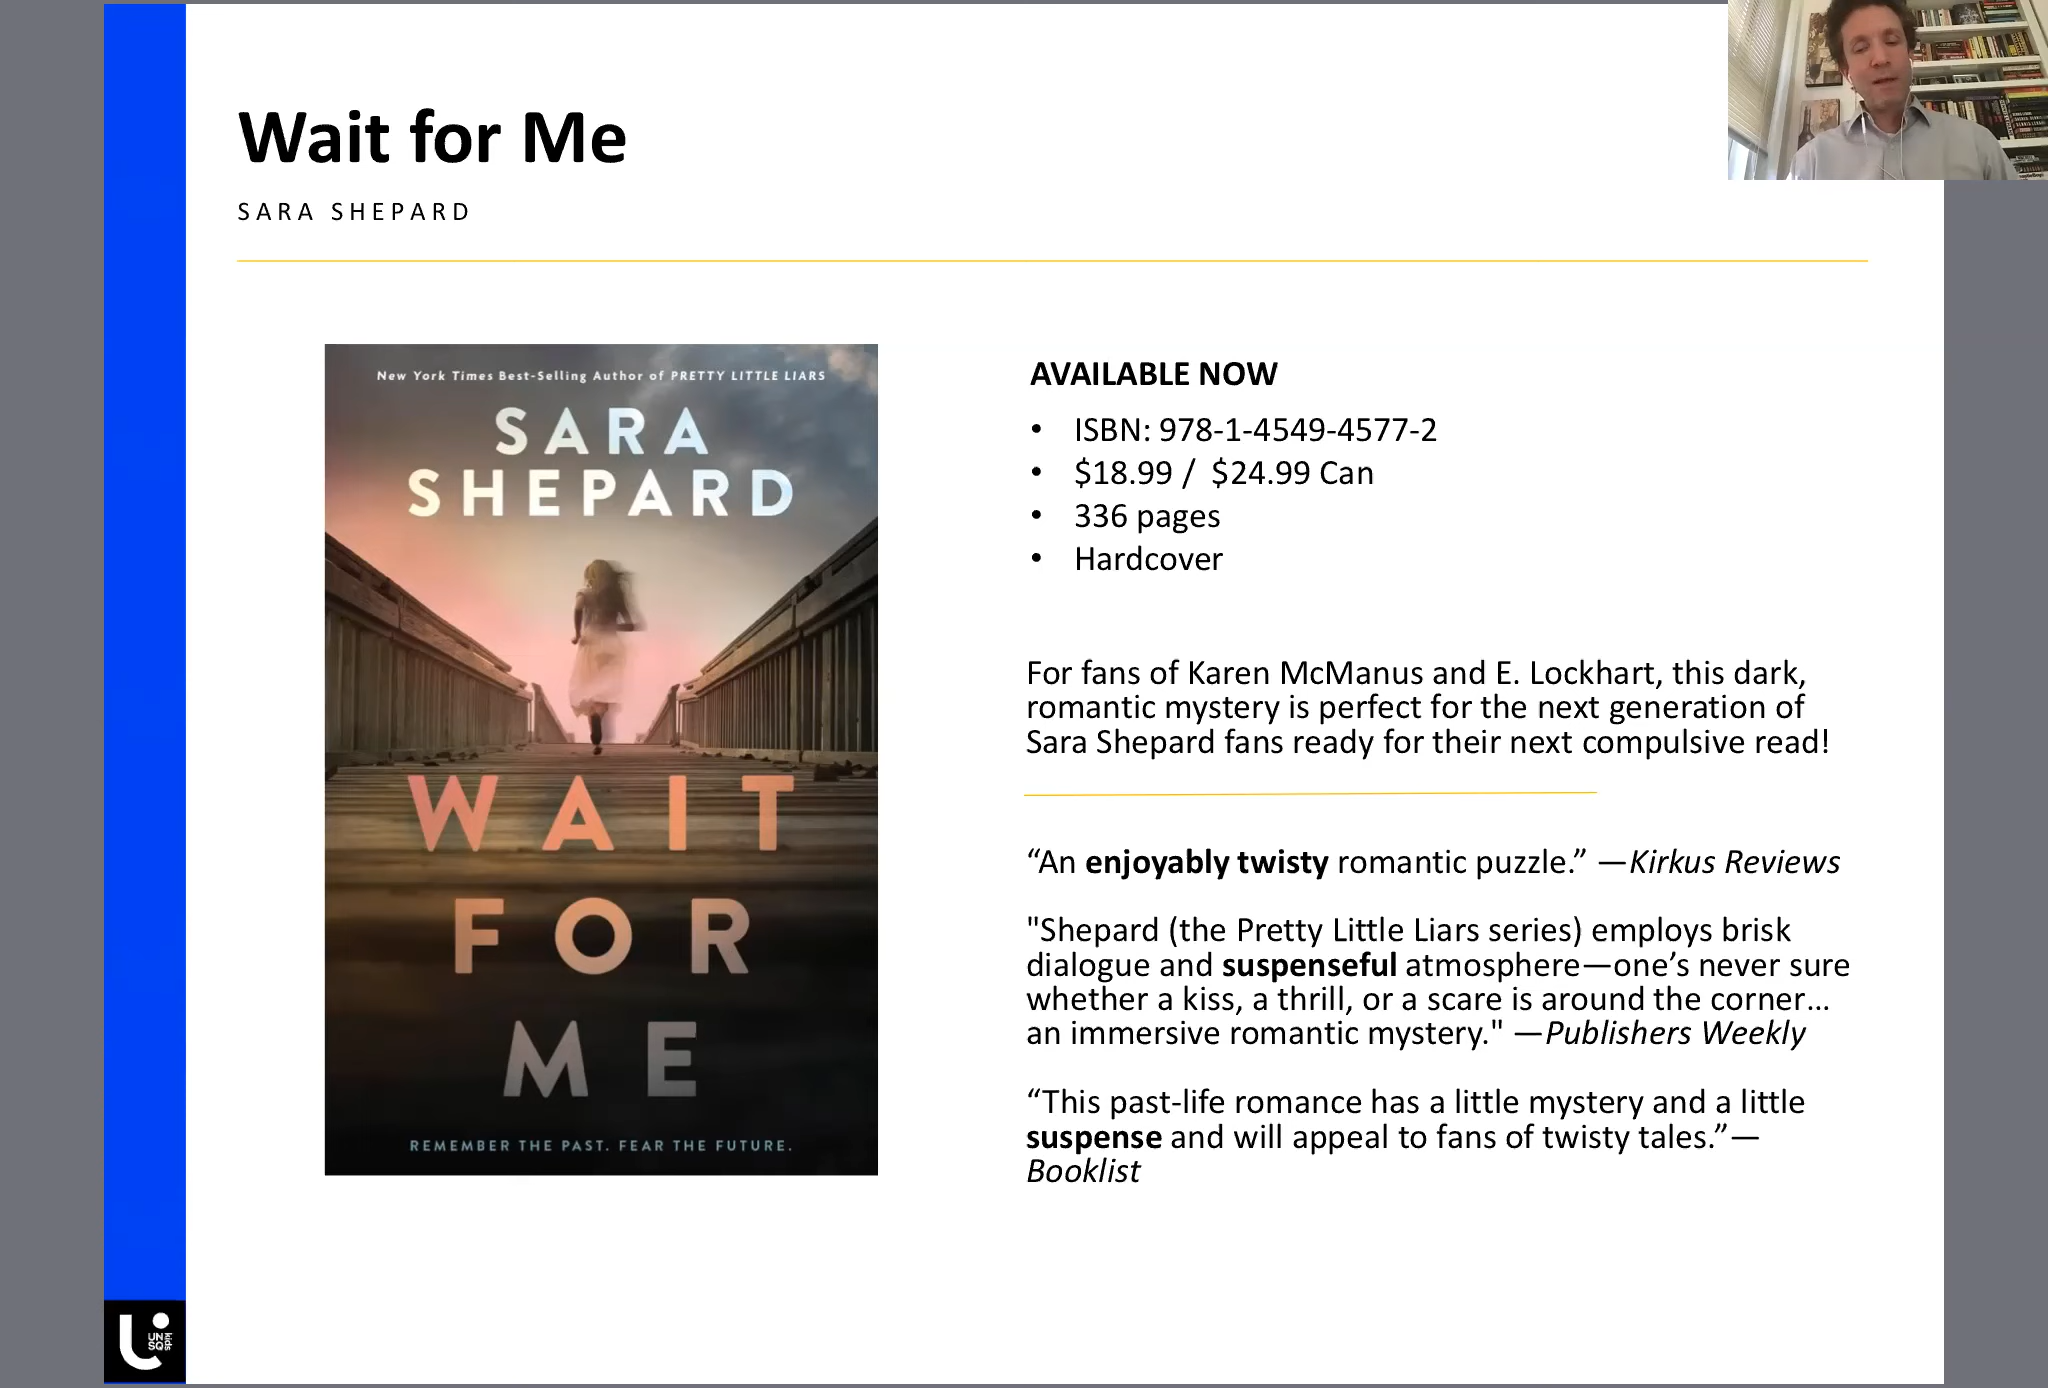 Wait for Me
SARA SHEPARD
New York Times Best-Selling Author of PRETTY LITTLE LIARS
SARA
SHEPARD
WAIT
FOR
ME
REMEMBER THE PAST. FEAR THE FUTURE.
AVAILABLE NOW
• ISBN: 978-1-4549-4577-2
• $18.99 / $24.99 Can
• 336 pages
• Hardcover
For fans of Karen McManus and E. Lockhart, this dark,
romantic mystery is perfect for the next generation of
Sara Shepard fans ready for their next compulsive read!
“An enjoyably twisty romantic puzzle.” —Kirkus Reviews
"Shepard (the Pretty Little Liars series) employs brisk
dialogue and suspenseful atmosphere—one’s never sure
whether a kiss, a thrill, or a scare is around the corner…
an immersive romantic mystery." —Publishers Weekly
“This past-life romance has a little mystery and a little
suspense and will appeal to fans of twisty tales.”—
Booklist
UN
SQ
kids